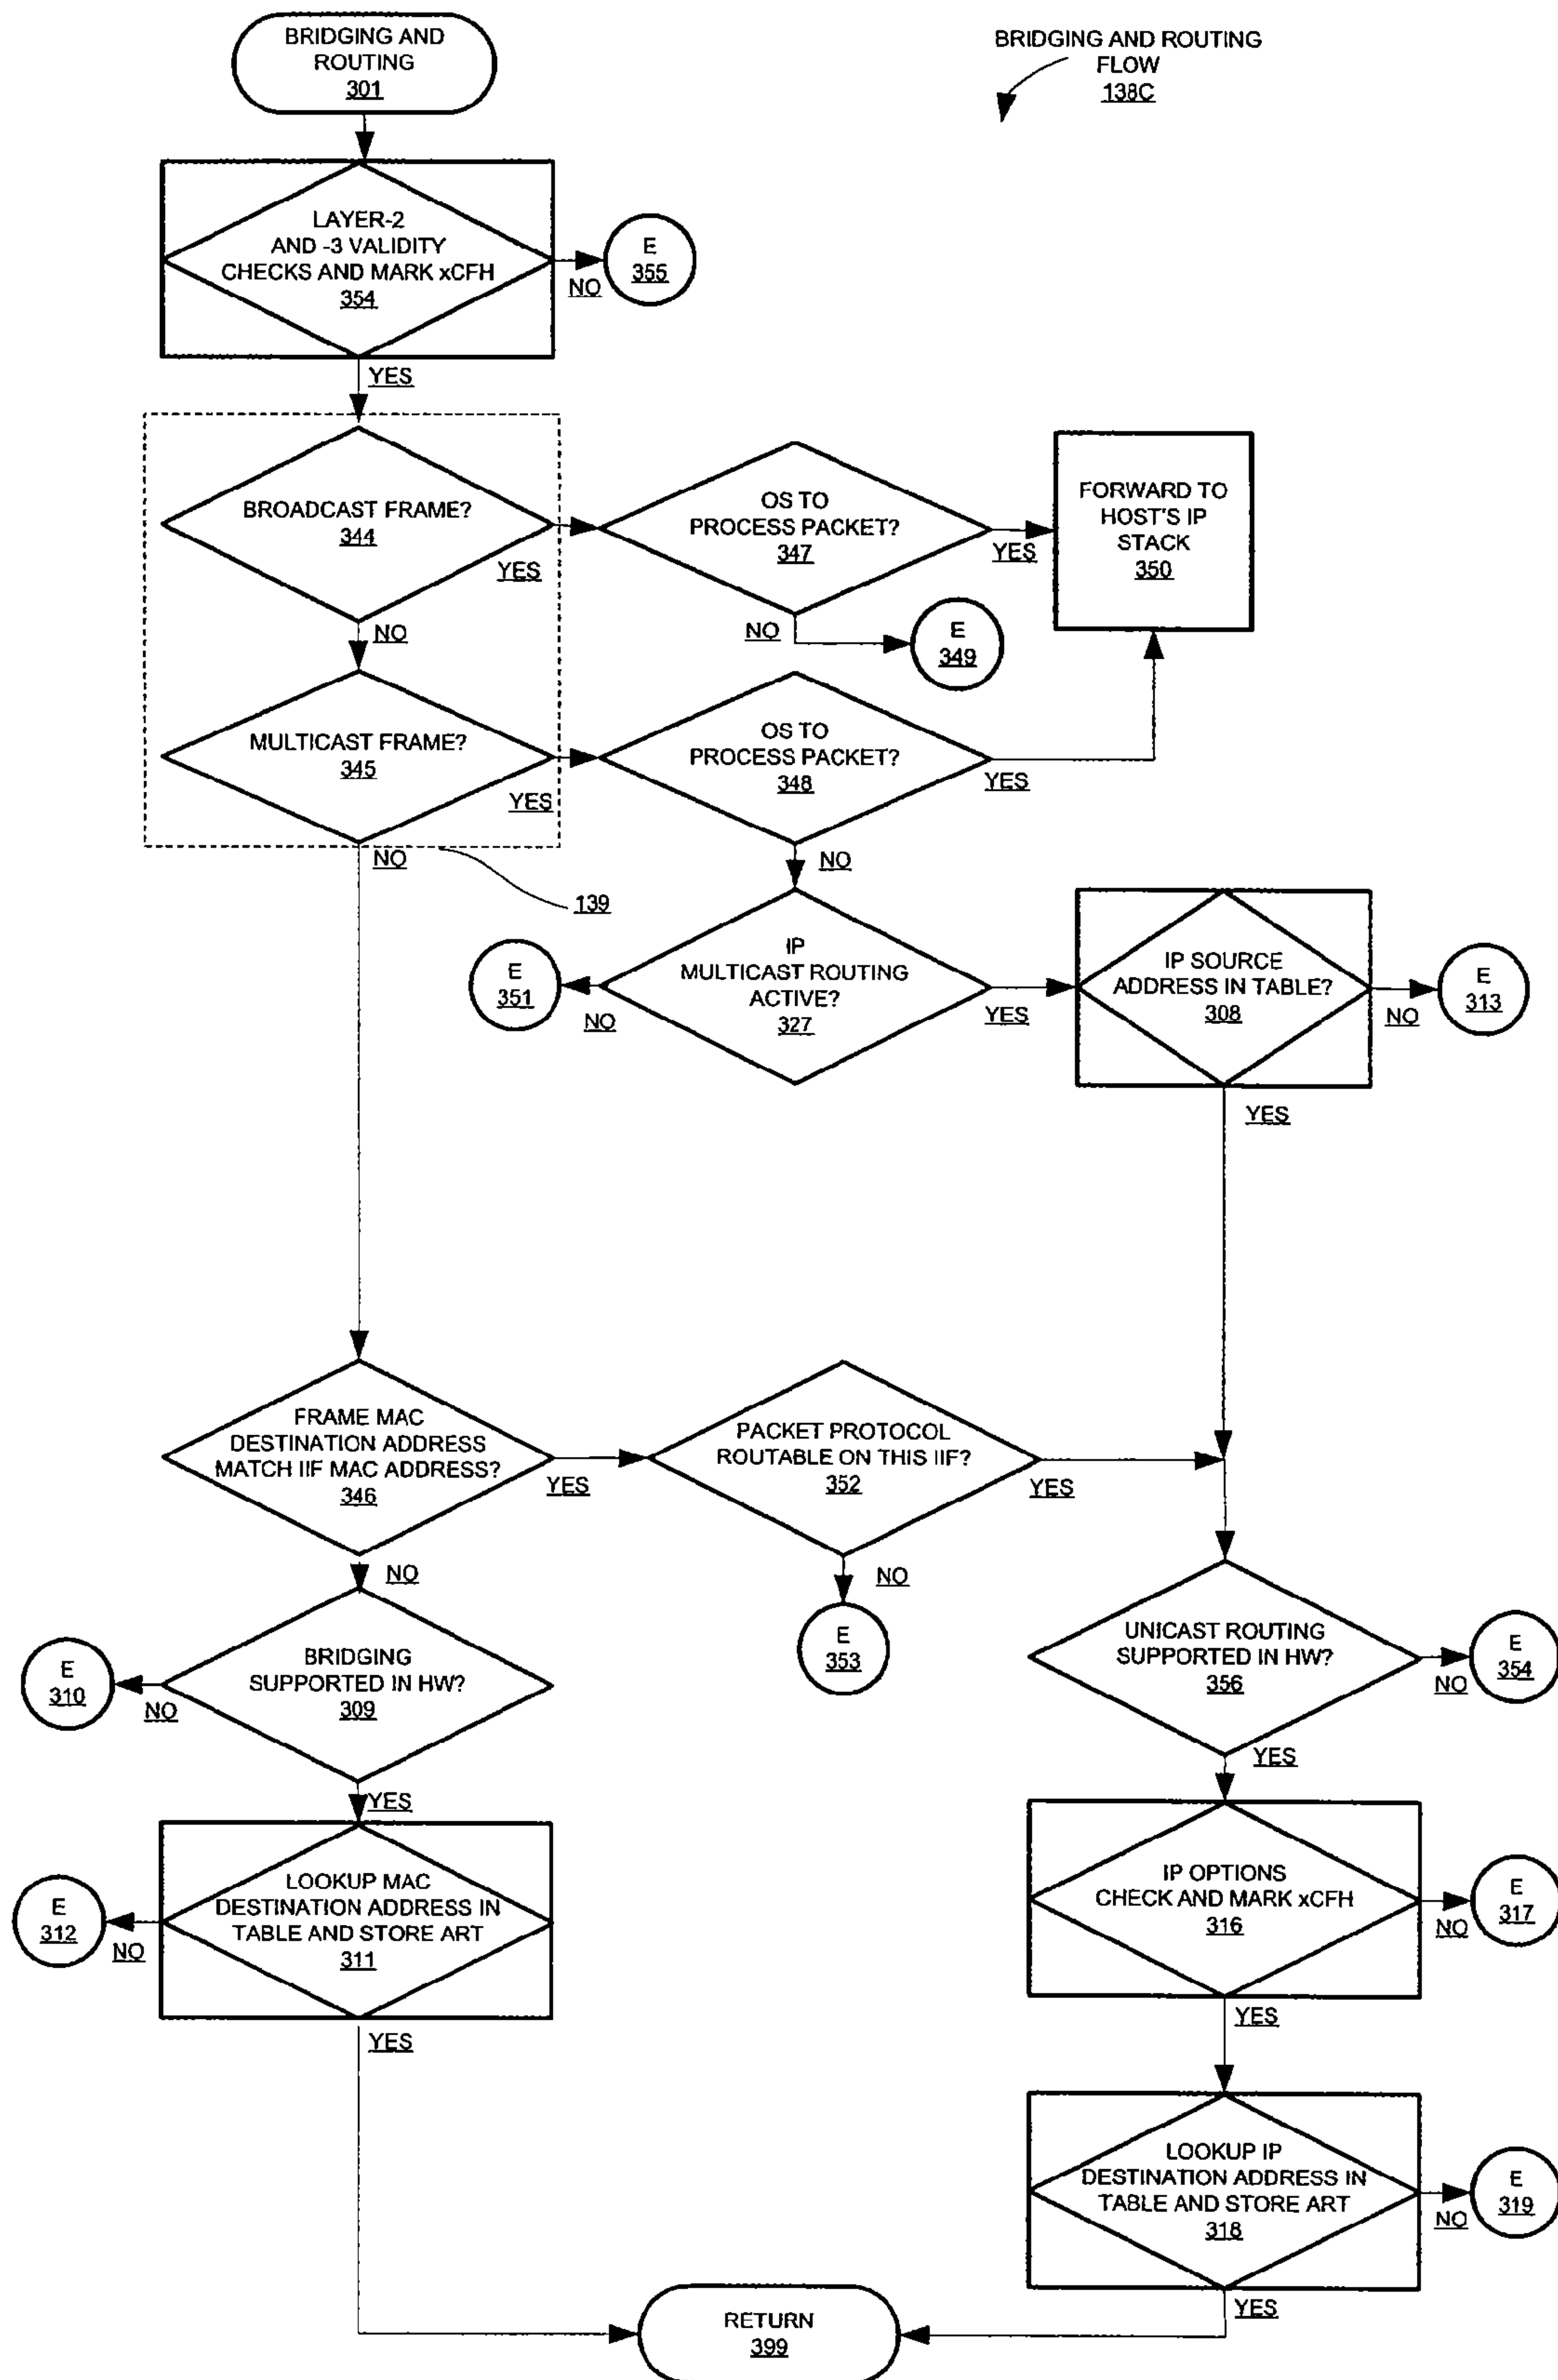 BRIDGING AND
ROUTING
301
BRIDGING AND ROUTING
FLOW
138C
LAYER-2
AND -3 VALIDITY
CHECKS AND MARK xCFH
354
NO
E
355
YES
BROADCAST FRAME?
344
YES
OS TO
PROCESS PACKET?
347
YES
FORWARD TO
HOST'S IP
STACK
350
NO
NO
E
349
MULTICAST FRAME?
345
YES
OS TO
PROCESS PACKET?
348
YES
NO
NO
139
E
351
NO
IP
MULTICAST ROUTING
ACTIVE?
327
YES
IP SOURCE
ADDRESS IN TABLE?
308
NO
E
313
YES
FRAME MAC
DESTINATION ADDRESS
MATCH IIF MAC ADDRESS?
346
YES
PACKET PROTOCOL
ROUTABLE ON THIS IIF?
352
YES
NO
NO
E
353
BRIDGING
SUPPORTED IN HW?
309
E
310
NO
YES
UNICAST ROUTING
SUPPORTED IN HW?
356
NO
E
354
YES
LOOKUP MAC
DESTINATION ADDRESS IN
TABLE AND STORE ART
311
E
312
NO
YES
IP OPTIONS
CHECK AND MARK xCFH
316
NO
E
317
YES
LOOKUP IP
DESTINATION ADDRESS IN
TABLE AND STORE ART
318
NO
E
319
YES
RETURN
399